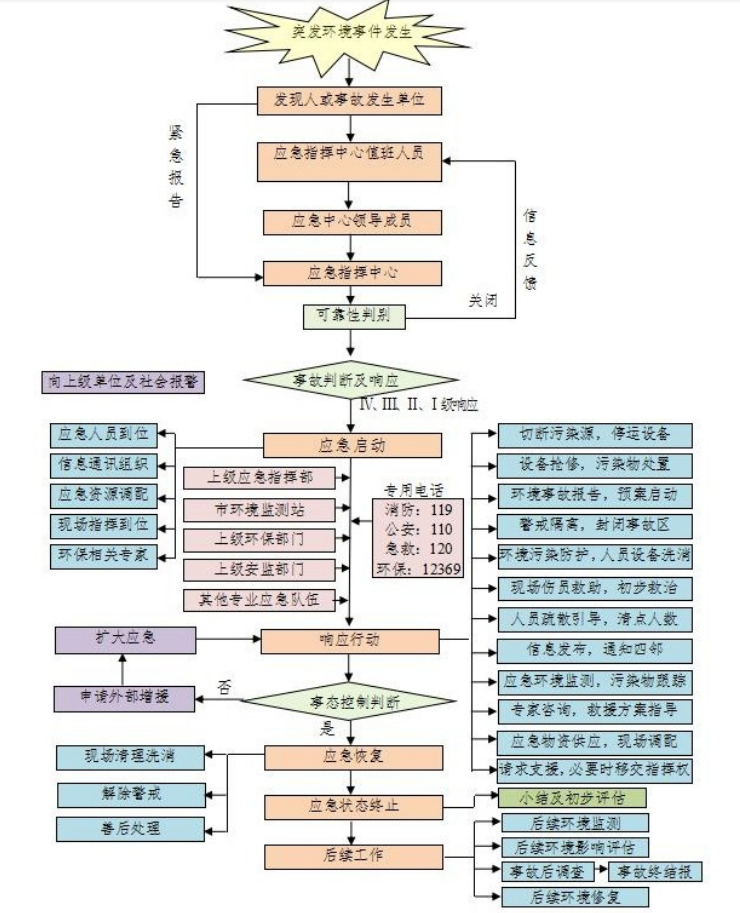 突发环境事件发生
发现人或事故发生单位
紧急报告
应急指挥中心值班人员
应急中心领导成员
信息反馈
应急指挥中心
关闭
可靠性判别
向上级单位及社会报警
事故判断及响应
Ⅳ、Ⅲ、Ⅱ、Ⅰ级响应
应急启动
应急人员到位
信息通讯组织
应急资源调配
现场指挥到位
环保相关专家
上级应急指挥部
市环境监测站
上级环保部门
上级安监部门
其他专业应急队伍
专用电话
消防：119
公安：110
急救：120
环保：12369
切断污染源，停运设备
设备抢修，污染物处置
环境事故报告，预案启动
警戒隔离，封闭事故区
环境污染防护，人员设备洗消
现场伤员救助，初步救治
人员疏散引导，清点人数
信息发布，通知四邻
应急环境监测，污染物跟踪
专家咨询，救援方案指导
应急物资供应，现场调配
请求支援，必要时移交指挥权
扩大应急
响应行动
申请外部增援
否
事态控制判断
是
现场清理洗消
解除警戒
善后处理
应急恢复
应急状态终止
小结及初步评估
后续工作
后续环境监测
后续环境影响评估
事故后调查
事故终结报
后续环境修复